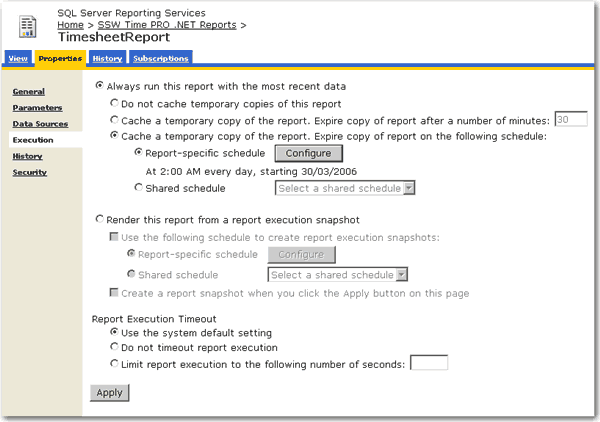 SQL Server Reporting Services
Home > SSW Time PRO .NET Reports >
TimesheetReport
View Properties History Subscriptions
General
Parameters
Data Sources
Execution
History
Security
Always run this report with the most recent data
Do not cache temporary copies of this report
Cache a temporary copy of the report. Expire copy of report after a number of minutes: 30
Cache a temporary copy of the report. Expire copy of report on the following schedule:
Report-specific schedule Configure
At 2:00 AM every day, starting 30/03/2006
Shared schedule Select a shared schedule
Render this report from a report execution snapshot
Use the following schedule to create report execution snapshots:
Report-specific schedule Configure
Shared schedule Select a shared schedule
Create a report snapshot when you click the Apply button on this page
Report Execution Timeout
Use the system default setting
Do not timeout report execution
Limit report execution to the following number of seconds:
Apply